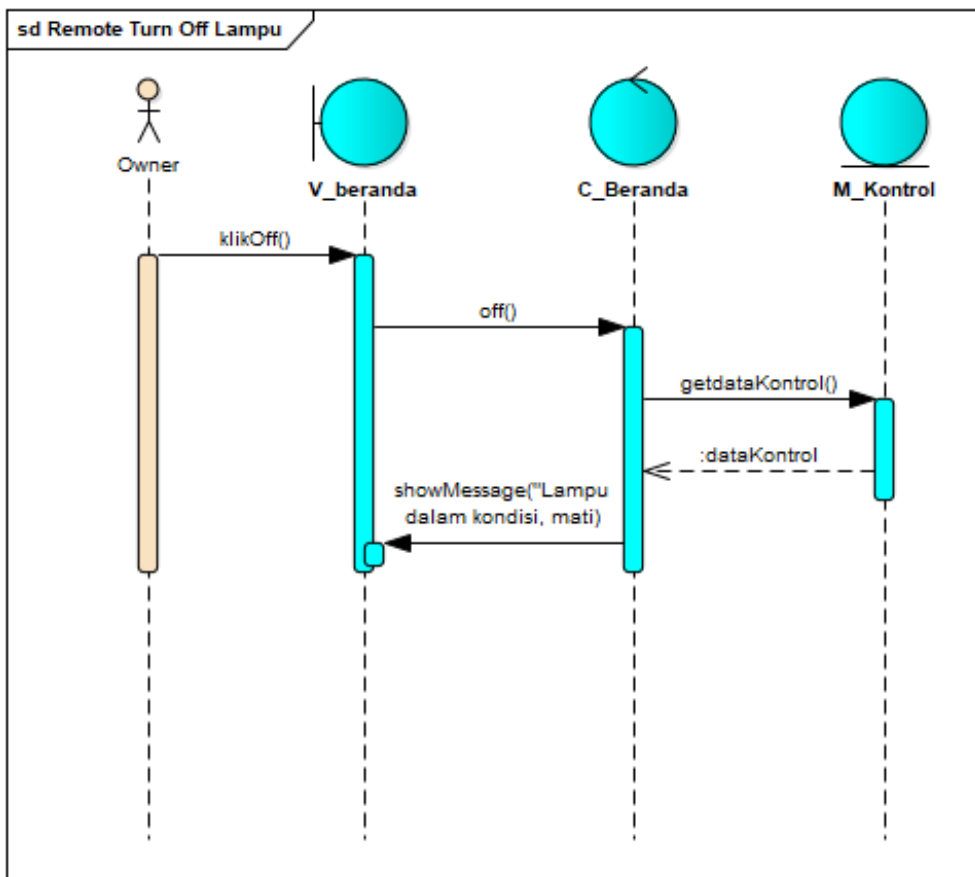 sd Remote Turn Off Lampu
Owner
V_beranda
C_Beranda
M_Kontrol
klikOff()
off()
getdataKontrol()
:dataKontrol
showMessage("Lampu
dalam kondisi, mati)